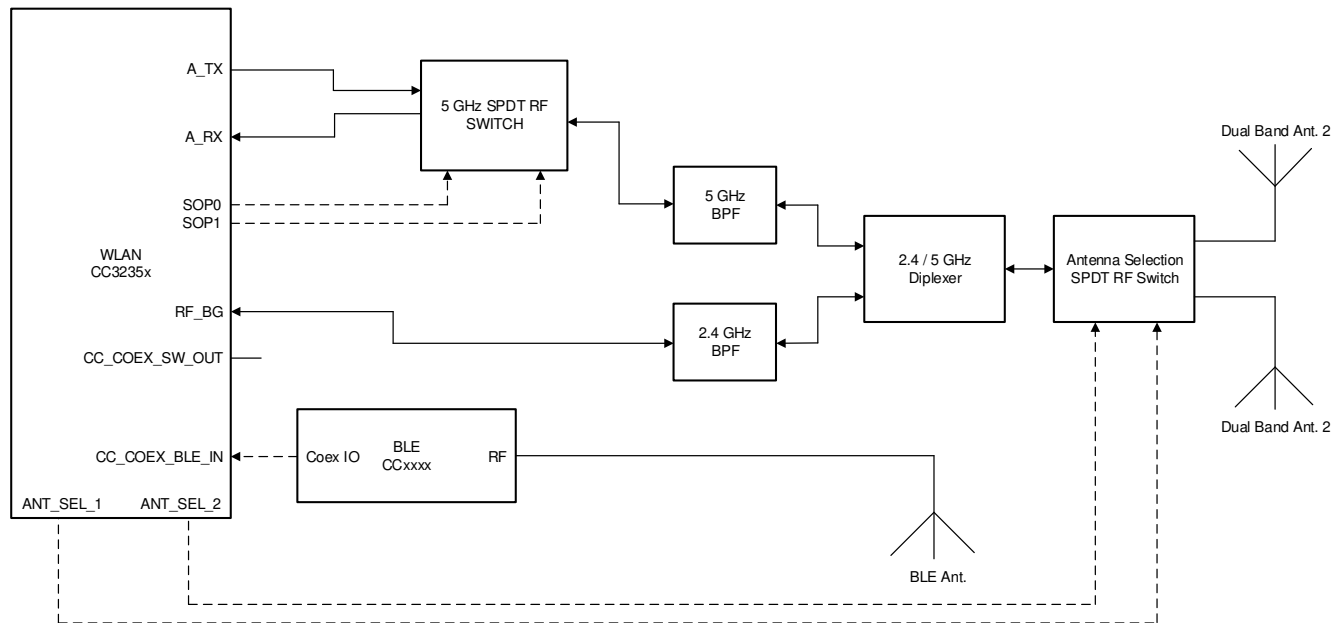 A_TX
A_RX
SOP0
SOP1
WLAN
CC3235x
RF_BG
CC_COEX_SW_OUT
CC_COEX_BLE_IN
ANT_SEL_1
ANT_SEL_2
5 GHz SPDT RF
SWITCH
5 GHz
BPF
2.4 GHz
BPF
2.4 / 5 GHz
Diplexer
Antenna Selection
SPDT RF Switch
Dual Band Ant. 2
Dual Band Ant. 2
Coex IO
BLE
CCxxxx
RF
BLE Ant.